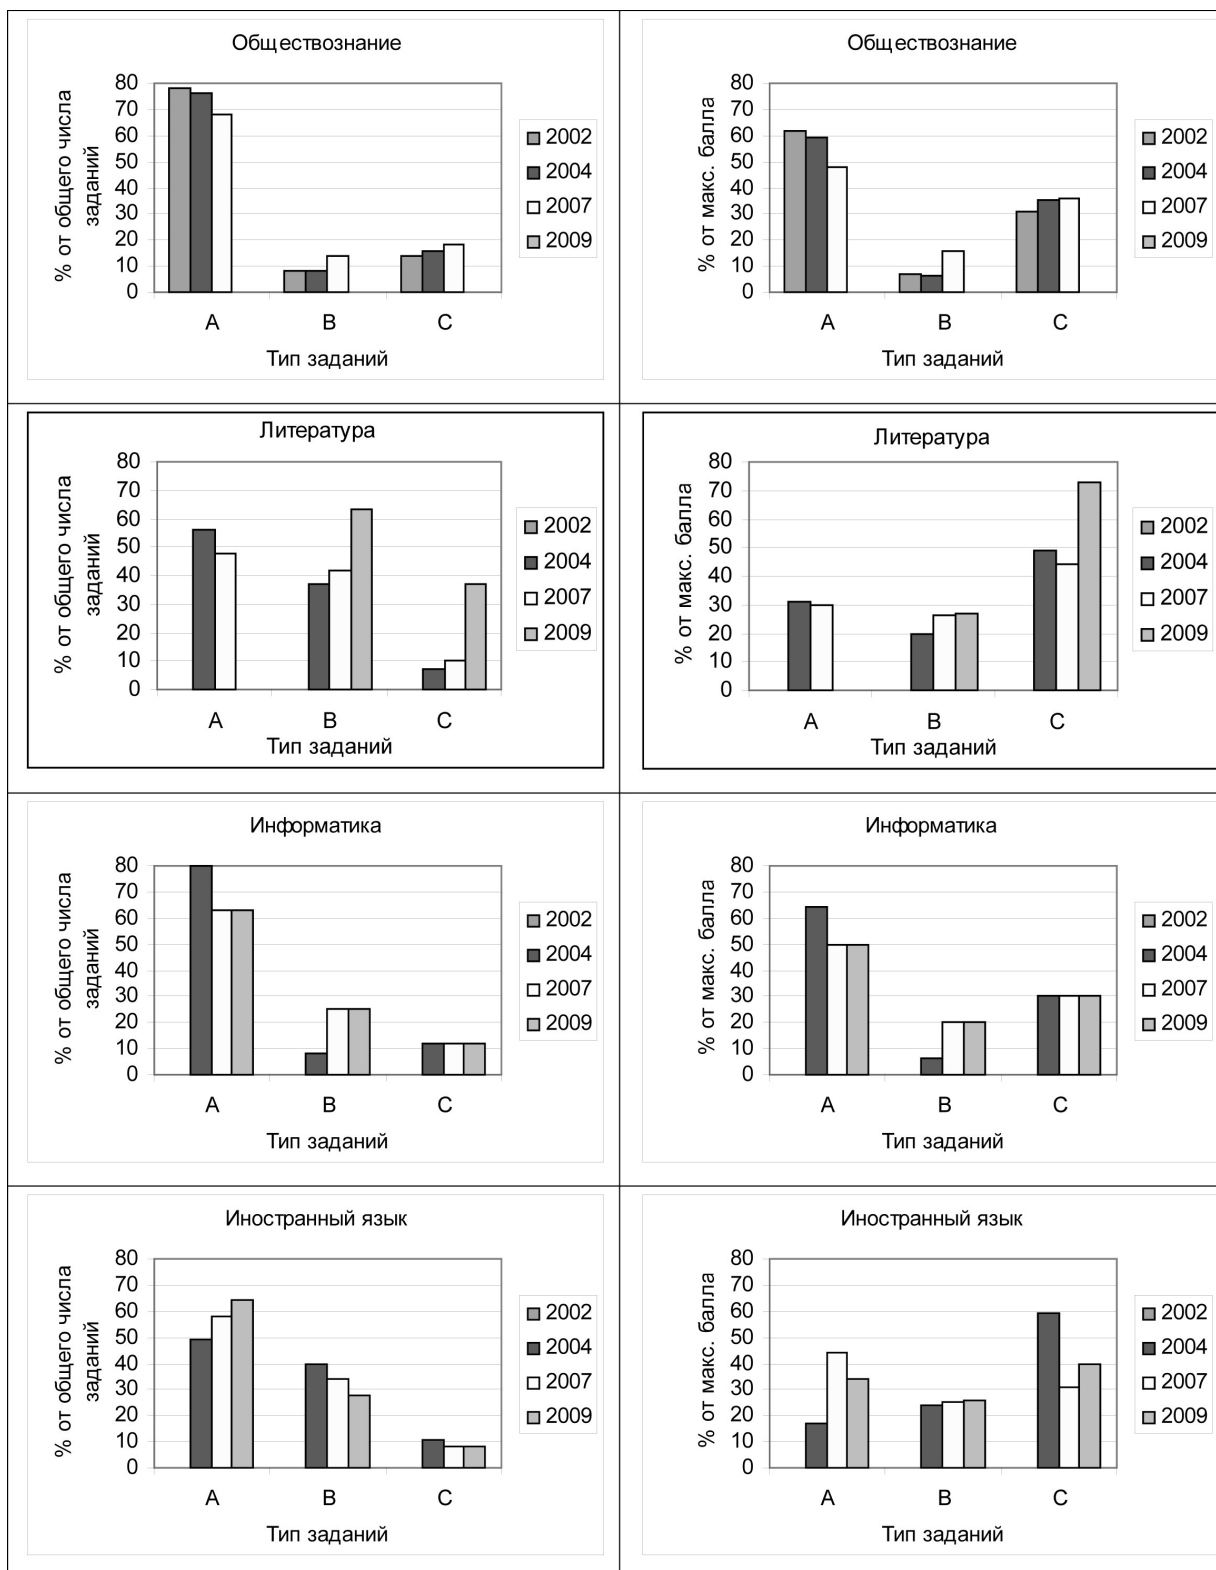 Обществознание
% от общего числа
заданий
80
70
60
50
40
30
20
10
0
A
B
C
Тип заданий
2002
2004
2007
2009
Обществознание
% от макс. балла
80
70
60
50
40
30
20
10
0
A
B
C
Тип заданий
2002
2004
2007
2009
Литература
% от общего числа
заданий
80
70
60
50
40
30
20
10
0
A
B
C
Тип заданий
2002
2004
2007
2009
Литература
% от макс. балла
80
70
60
50
40
30
20
10
0
A
B
C
Тип заданий
2002
2004
2007
2009
Информатика
% от общего числа
заданий
80
70
60
50
40
30
20
10
0
A
B
C
Тип заданий
2002
2004
2007
2009
Информатика
% от макс. балла
80
70
60
50
40
30
20
10
0
A
B
C
Тип заданий
2002
2004
2007
2009
Иностранный язык
% от общего числа
заданий
80
70
60
50
40
30
20
10
0
A
B
C
Тип заданий
2002
2004
2007
2009
Иностранный язык
% от макс. балла
80
70
60
50
40
30
20
10
0
A
B
C
Тип заданий
2002
2004
2007
2009